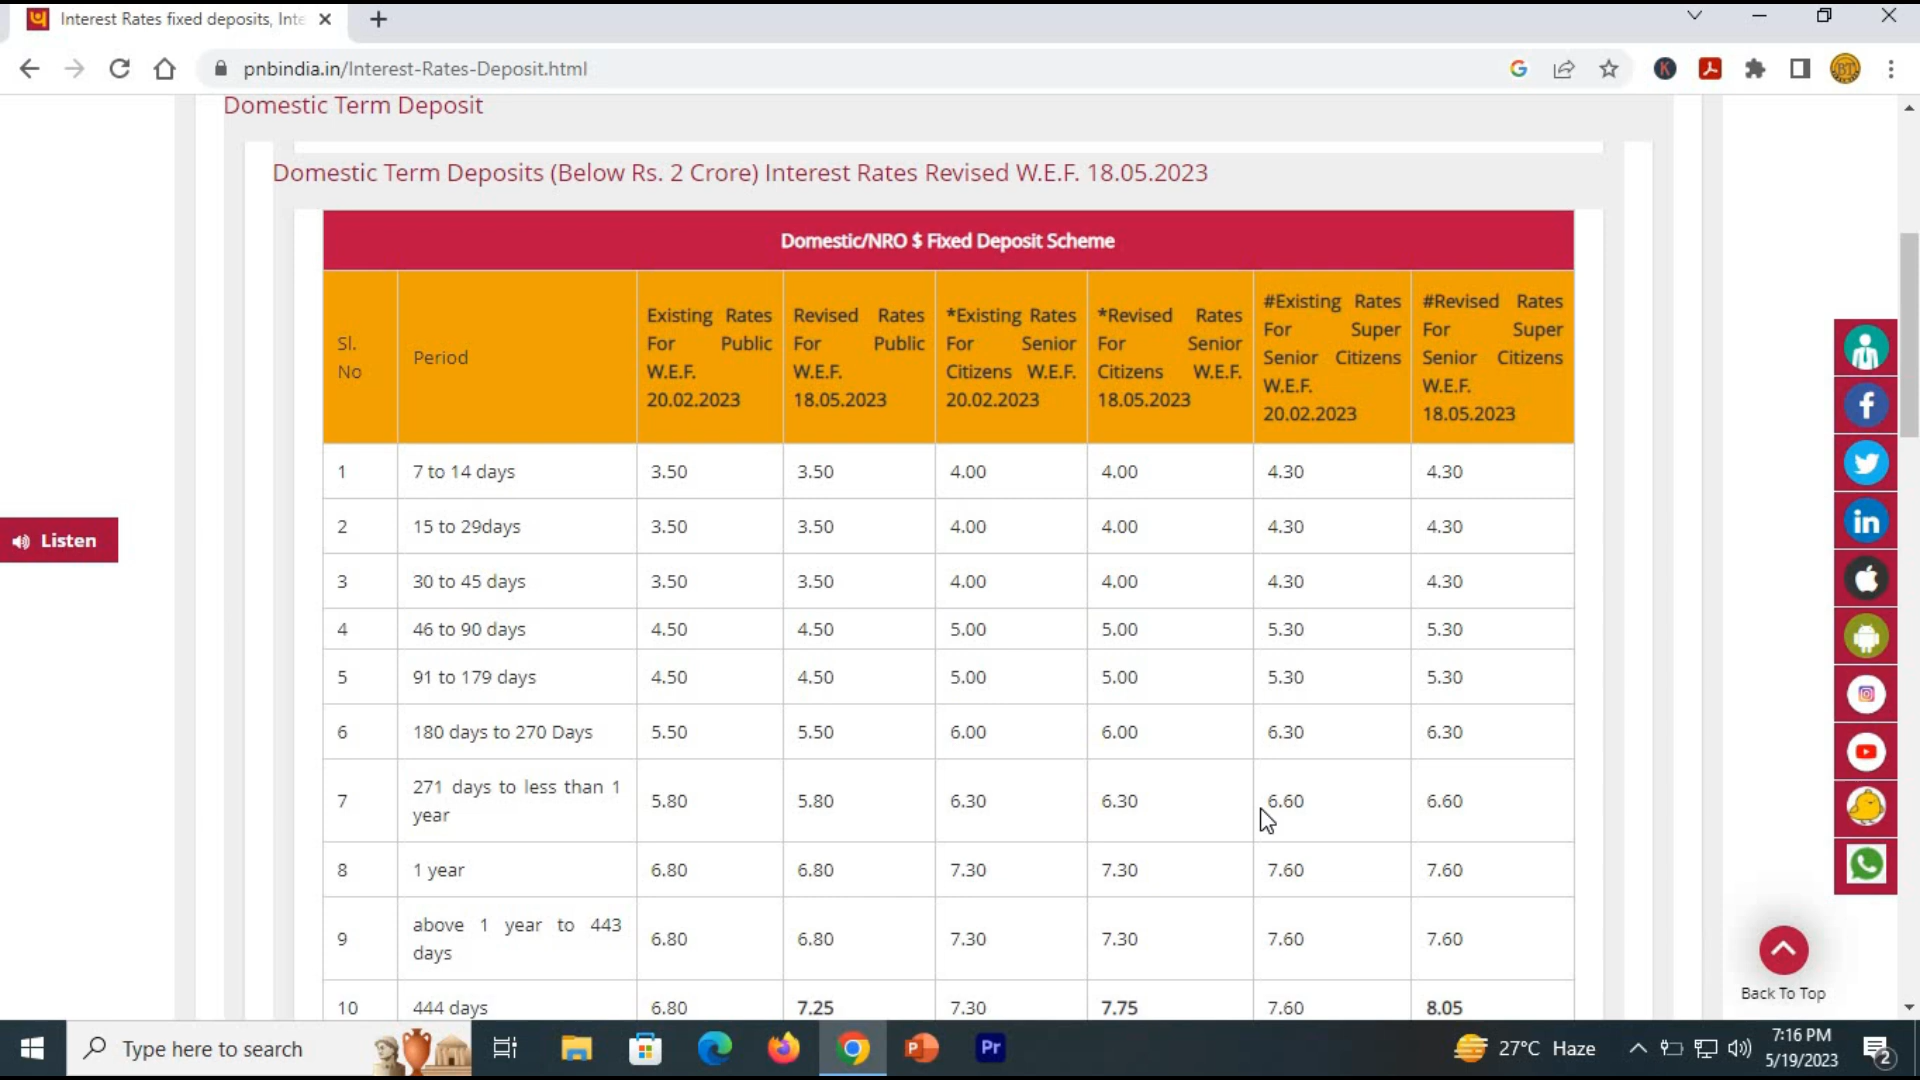 Interest Rates fixed deposits, Inte
pnbindia.in/Interest-Rates-Deposit.html
Domestic Term Deposit
Domestic Term Deposits (Below Rs. 2 Crore) Interest Rates Revised W.E.F. 18.05.2023
Domestic/NRO $ Fixed Deposit Scheme
Sl. No
Period
Existing Rates For Public W.E.F. 20.02.2023
Revised Rates For Public W.E.F. 18.05.2023
*Existing Rates For Senior Citizens W.E.F. 20.02.2023
*Revised Rates For Senior Citizens W.E.F. 18.05.2023
#Existing Rates For Super Senior Citizens W.E.F. 20.02.2023
#Revised Rates For Super Senior Citizens W.E.F. 18.05.2023
1 7 to 14 days 3.50 3.50 4.00 4.00 4.30 4.30
2 15 to 29days 3.50 3.50 4.00 4.00 4.30 4.30
3 30 to 45 days 3.50 3.50 4.00 4.00 4.30 4.30
4 46 to 90 days 4.50 4.50 5.00 5.00 5.30 5.30
5 91 to 179 days 4.50 4.50 5.00 5.00 5.30 5.30
6 180 days to 270 Days 5.50 5.50 6.00 6.00 6.30 6.30
7 271 days to less than 1 year 5.80 5.80 6.30 6.30 6.60 6.60
8 1 year 6.80 6.80 7.30 7.30 7.60 7.60
9 above 1 year to 443 days 6.80 6.80 7.30 7.30 7.60 7.60
10 444 days 6.80 7.25 7.30 7.75 7.60 8.05
Listen
Back To Top
Type here to search
27°C Haze
7:16 PM
5/19/2023
2